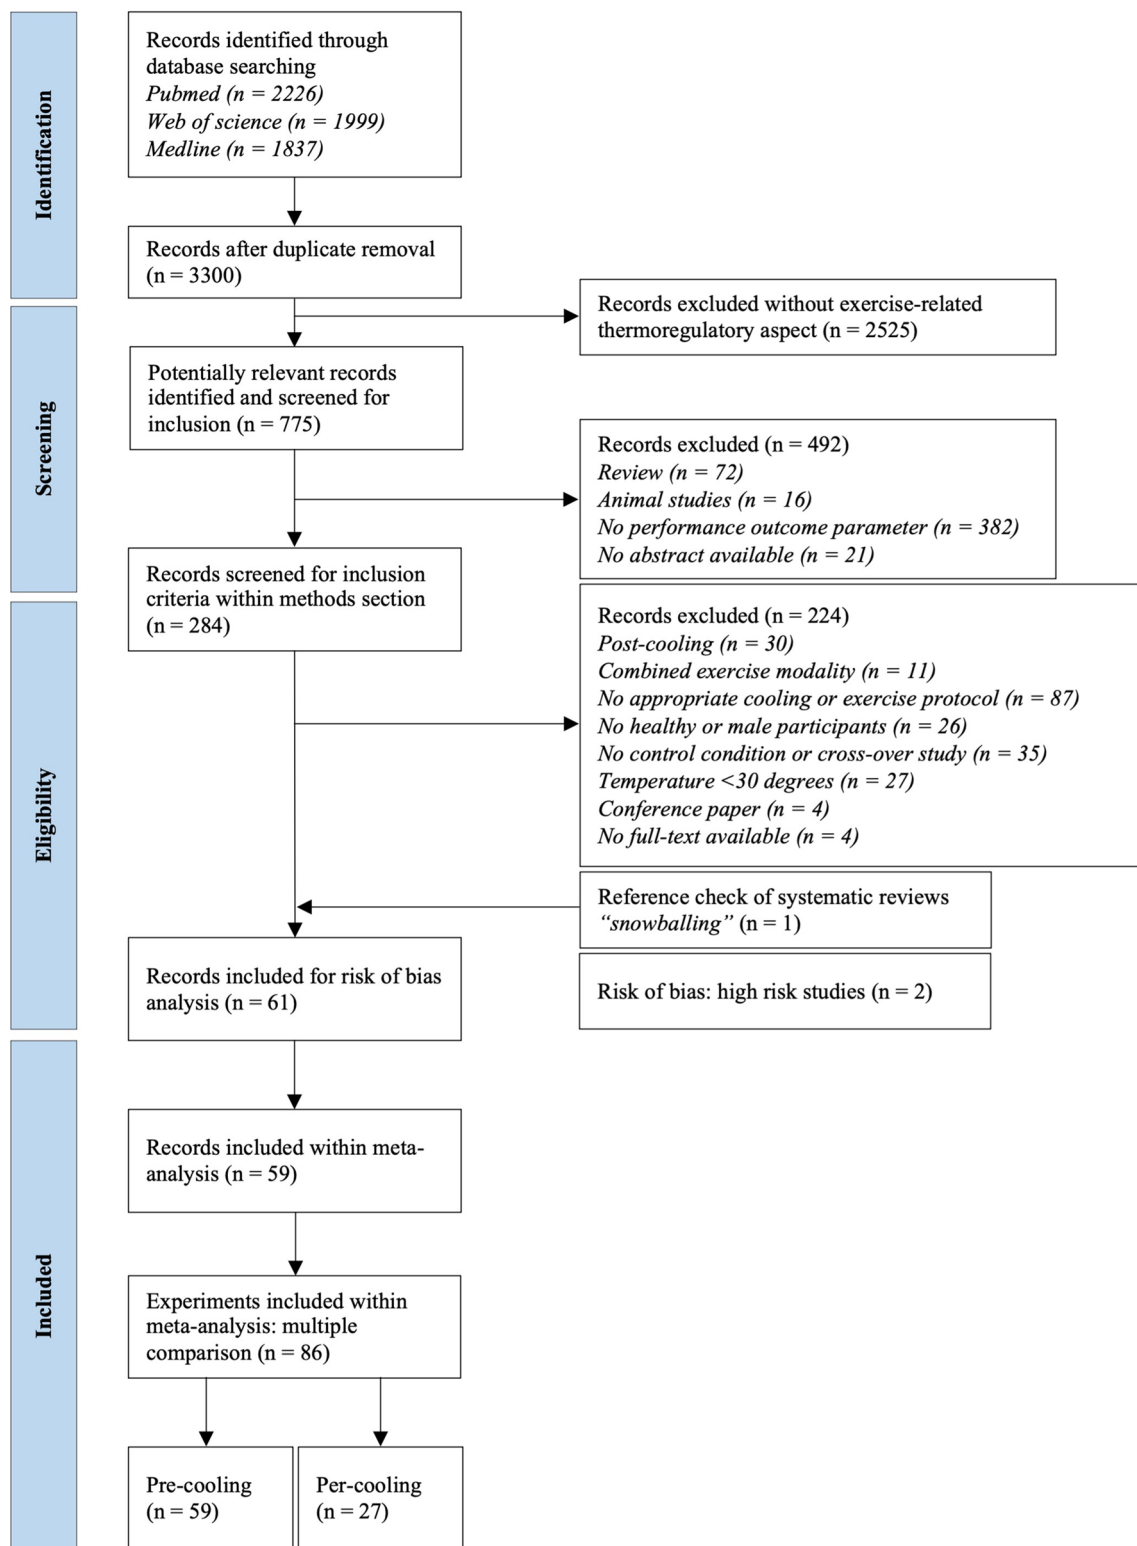 Identification
Records identified through
database searching
Pubmed (n = 2226)
Web of science (n = 1999)
Medline (n = 1837)
Records after duplicate removal
(n = 3300)
Screening
Records excluded without exercise-related
thermoregulatory aspect (n = 2525)
Potentially relevant records
identified and screened for
inclusion (n = 775)
Records excluded (n = 492)
Review (n = 72)
Animal studies (n = 16)
No performance outcome parameter (n = 382)
No abstract available (n = 21)
Records screened for inclusion
criteria within methods section
(n = 284)
Eligibility
Records excluded (n = 224)
Post-cooling (n = 30)
Combined exercise modality (n = 11)
No appropriate cooling or exercise protocol (n = 87)
No healthy or male participants (n = 26)
No control condition or cross-over study (n = 35)
Temperature <30 degrees (n = 27)
Conference paper (n = 4)
No full-text available (n = 4)
Reference check of systematic reviews
“snowballing” (n = 1)
Records included for risk of bias
analysis (n = 61)
Risk of bias: high risk studies (n = 2)
Included
Records included within meta-
analysis (n = 59)
Experiments included within
meta-analysis: multiple
comparison (n = 86)
Pre-cooling
(n = 59)
Per-cooling
(n = 27)